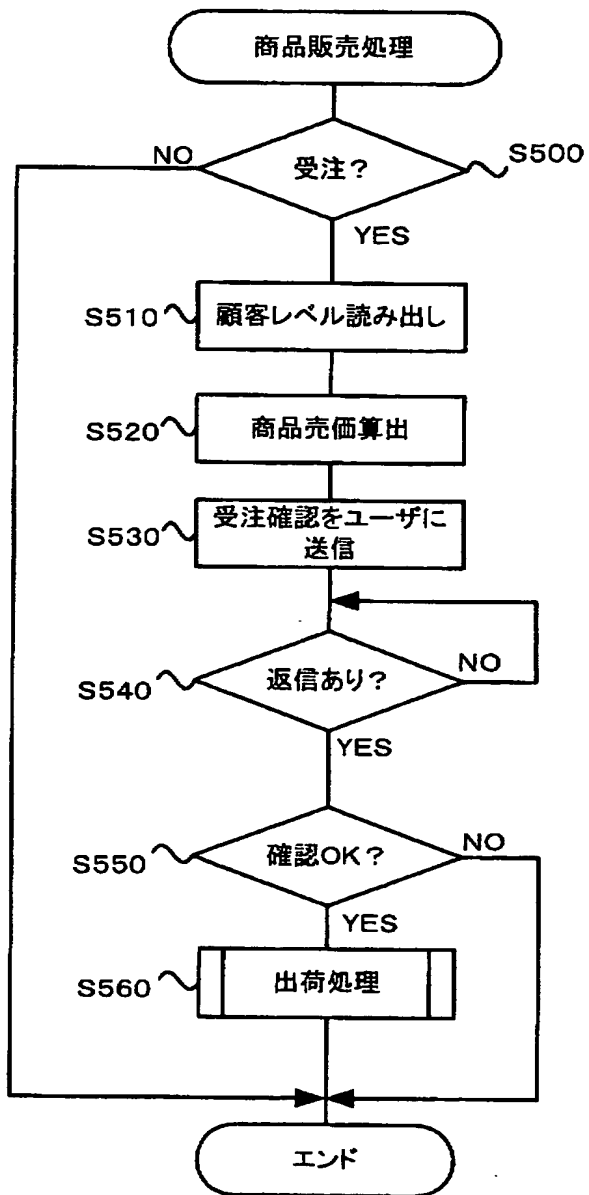 商品販売処理
NO
受注？
S500
YES
S510
顧客レベル読み出し
S520
商品売価算出
S530
受注確認をユーザに
送信
S540
返信あり？
NO
YES
S550
確認OK？
NO
YES
S560
出荷処理
エンド